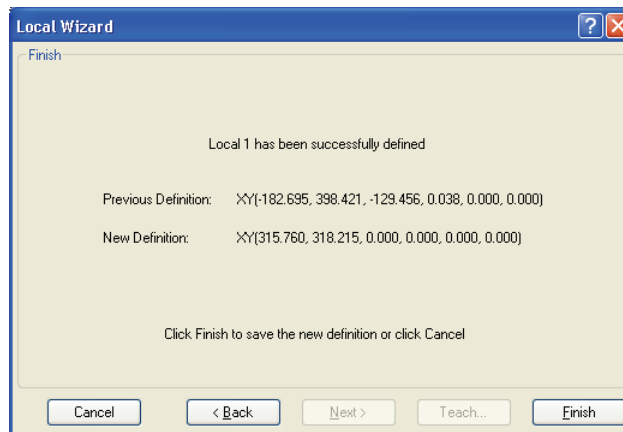 Local Wizard
Finish
Local 1 has been successfully defined
Previous Definition: XY(-182.695, 398.421, -129.456, 0.038, 0.000, 0.000)
New Definition: XY(315.760, 318.215, 0.000, 0.000, 0.000, 0.000)
Click Finish to save the new definition or click Cancel
Cancel < Back Next > Teach... Finish